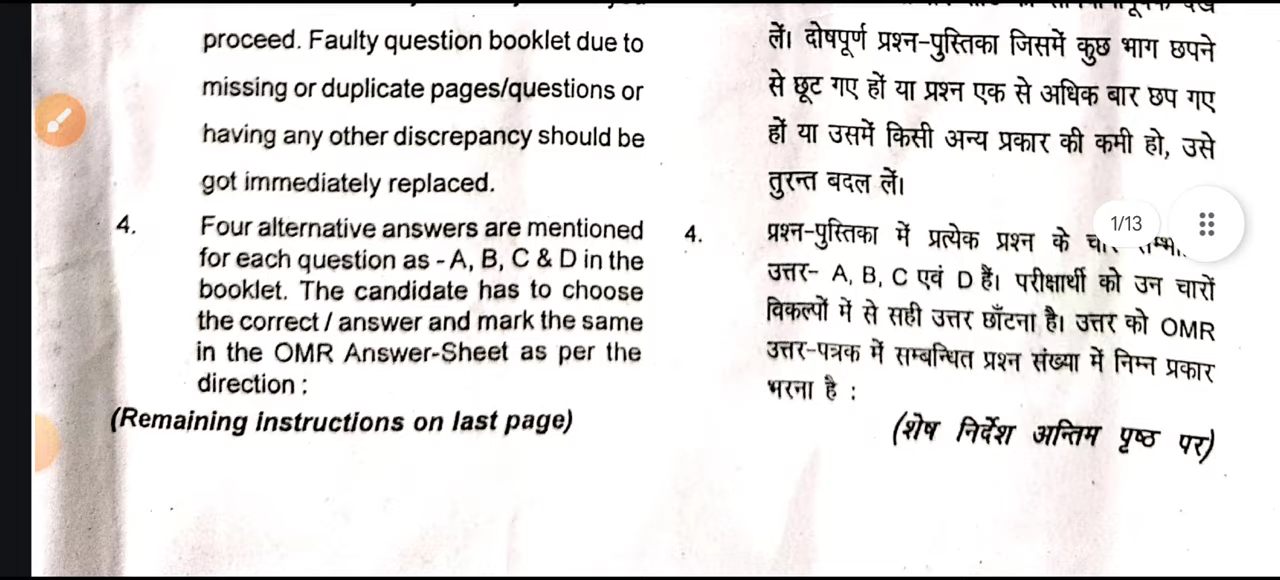 proceed. Faulty question booklet due to
missing or duplicate pages/questions or
having any other discrepancy should be
got immediately replaced.
4. Four alternative answers are mentioned
for each question as - A, B, C & D in the
booklet. The candidate has to choose
the correct / answer and mark the same
in the OMR Answer-Sheet as per the
direction :
(Remaining instructions on last page)
लें। दोषपूर्ण प्रश्न-पुस्तिका जिसमें कुछ भाग छपने
से छूट गए हों या प्रश्न एक से अधिक बार छप गए
हों या उसमें किसी अन्य प्रकार की कमी हो, उसे
तुरन्त बदल लें।
4. प्रश्न-पुस्तिका में प्रत्येक प्रश्न के
उत्तर- A, B, C एवं D हैं। परीक्षार्थी को उन चारों
विकल्पों में से सही उत्तर छाँटना है। उत्तर को OMR
उत्तर-पत्रक में सम्बन्धित प्रश्न संख्या में निम्न प्रकार
भरना है :
(शेष निर्देश अन्तिम पृष्ठ पर)
1/13